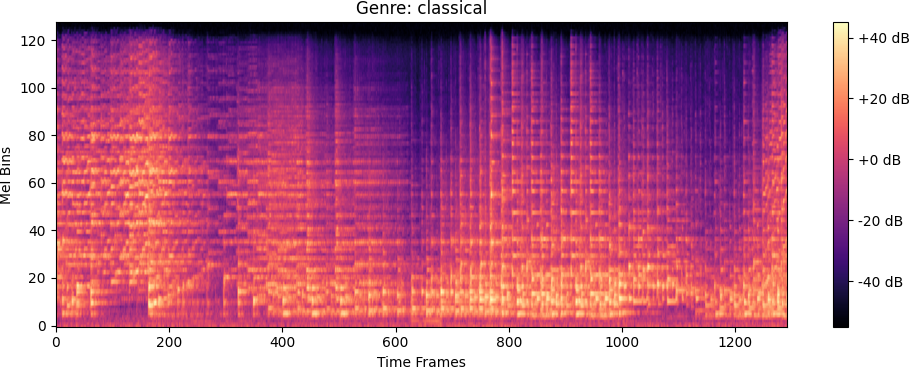 Genre: classical
Mel Bins
120
100
80
60
40
20
0
0 200 400 600 800 1000 1200
Time Frames
+40 dB
+20 dB
+0 dB
-20 dB
-40 dB